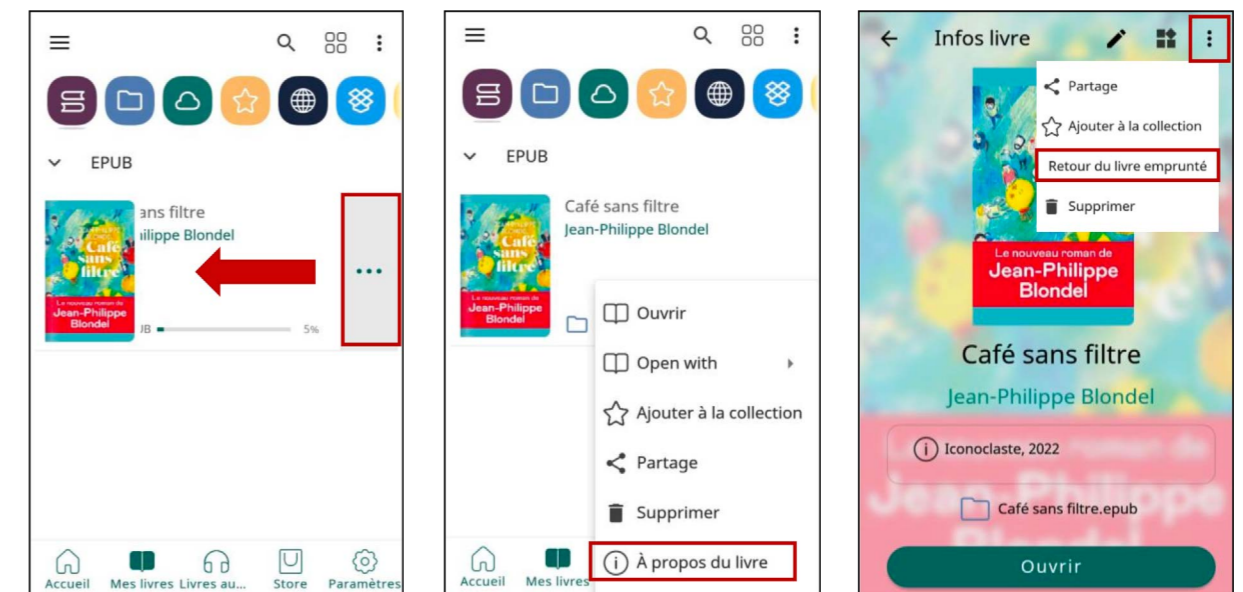 EPUB
ans filtre
ilippe Blondel
Café
sans
filtre
Le nouveau roman de
Jean-Philippe
Blondel
UB
5%
Accueil
Mes livres
Livres au...
Store
Paramètres
EPUB
Café sans filtre
Jean-Philippe Blondel
Café
sans
filtre
Le nouveau roman de
Jean-Philippe
Blondel
Ouvrir
Open with
Ajouter à la collection
Partage
Supprimer
À propos du livre
Accueil
Mes livres
Infos livre
Partage
Ajouter à la collection
Retour du livre emprunté
Supprimer
Le nouveau roman de
Jean-Philippe
Blondel
Café sans filtre
Jean-Philippe Blondel
Iconoclaste, 2022
Café sans filtre.epub
Ouvrir